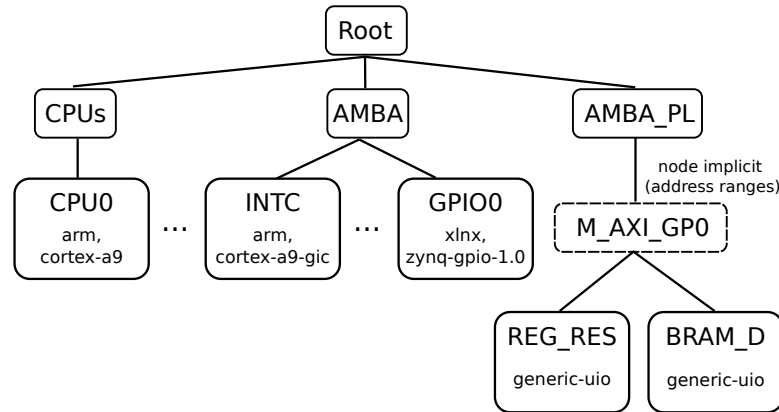 Root
CPUs
AMBA
AMBA_PL
node implicit
(address ranges)
CPU0
arm,
cortex-a9
...
INTC
arm,
cortex-a9-gic
...
GPIO0
xlnx,
zynq-gpio-1.0
M_AXI_GP0
REG_RES
generic-uio
BRAM_D
generic-uio